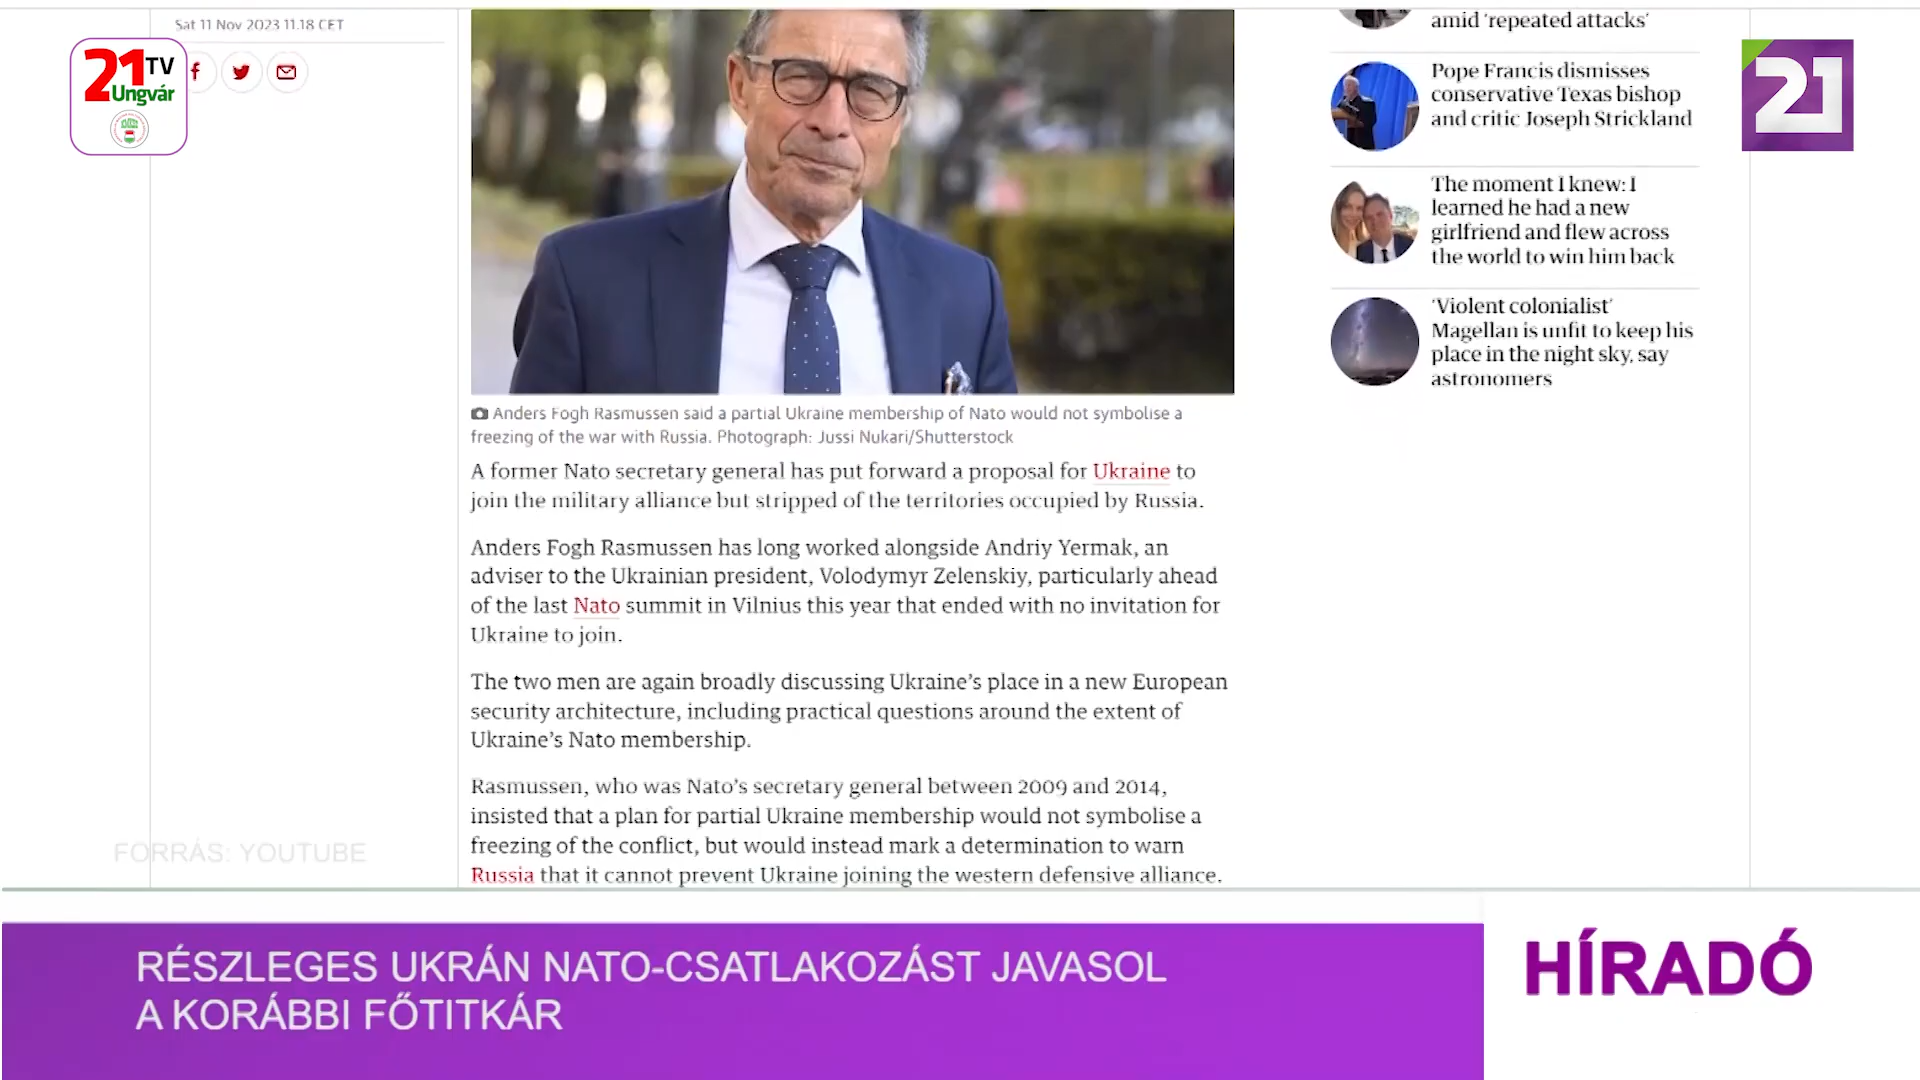 Sat 11 Nov 2023 11.18 CET
21TV
Ungvár
21
Anders Fogh Rasmussen said a partial Ukraine membership of Nato would not symbolise a
freezing of the war with Russia. Photograph: Jussi Nukari/Shutterstock
A former Nato secretary general has put forward a proposal for Ukraine to
join the military alliance but stripped of the territories occupied by Russia.
Anders Fogh Rasmussen has long worked alongside Andriy Yermak, an
adviser to the Ukrainian president, Volodymyr Zelenskiy, particularly ahead
of the last Nato summit in Vilnius this year that ended with no invitation for
Ukraine to join.
The two men are again broadly discussing Ukraine’s place in a new European
security architecture, including practical questions around the extent of
Ukraine’s Nato membership.
Rasmussen, who was Nato’s secretary general between 2009 and 2014,
insisted that a plan for partial Ukraine membership would not symbolise a
freezing of the conflict, but would instead mark a determination to warn
Russia that it cannot prevent Ukraine joining the western defensive alliance.
amid ‘repeated attacks’
Pope Francis dismisses
conservative Texas bishop
and critic Joseph Strickland
The moment I knew: I
learned he had a new
girlfriend and flew across
the world to win him back
‘Violent colonialist’
Magellan is unfit to keep his
place in the night sky, say
astronomers
FORRÁS: YOUTUBE
RÉSZLEGES UKRÁN NATO-CSATLAKOZÁST JAVASOL
A KORÁBBI FŐTITKÁR
HÍRADÓ